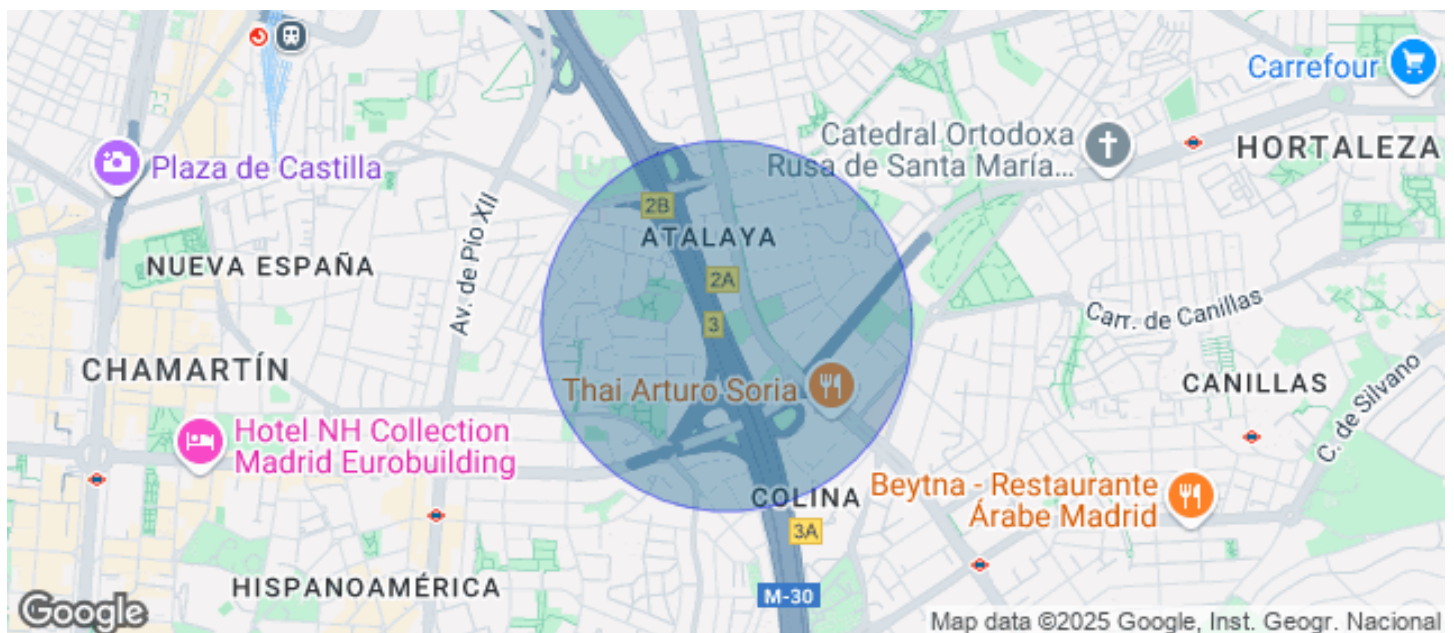 Carrefour
Catedral Ortodoxa
Rusa de Santa María...
HORTALEZA
Plaza de Castilla
2B
ATALAYA
Av. de Pío XII
NUEVA ESPAÑA
2A
3
Carr. de Canillas
CHAMARTÍN
Thai Arturo Soria
CANILLAS
C. de Silvano
Hotel NH Collection
Madrid Eurobuilding
COLINA
Beytna - Restaurante
Árabe Madrid
3A
HISPANOAMÉRICA
M-30
Google
Map data ©2025 Google, Inst. Geogr. Nacional